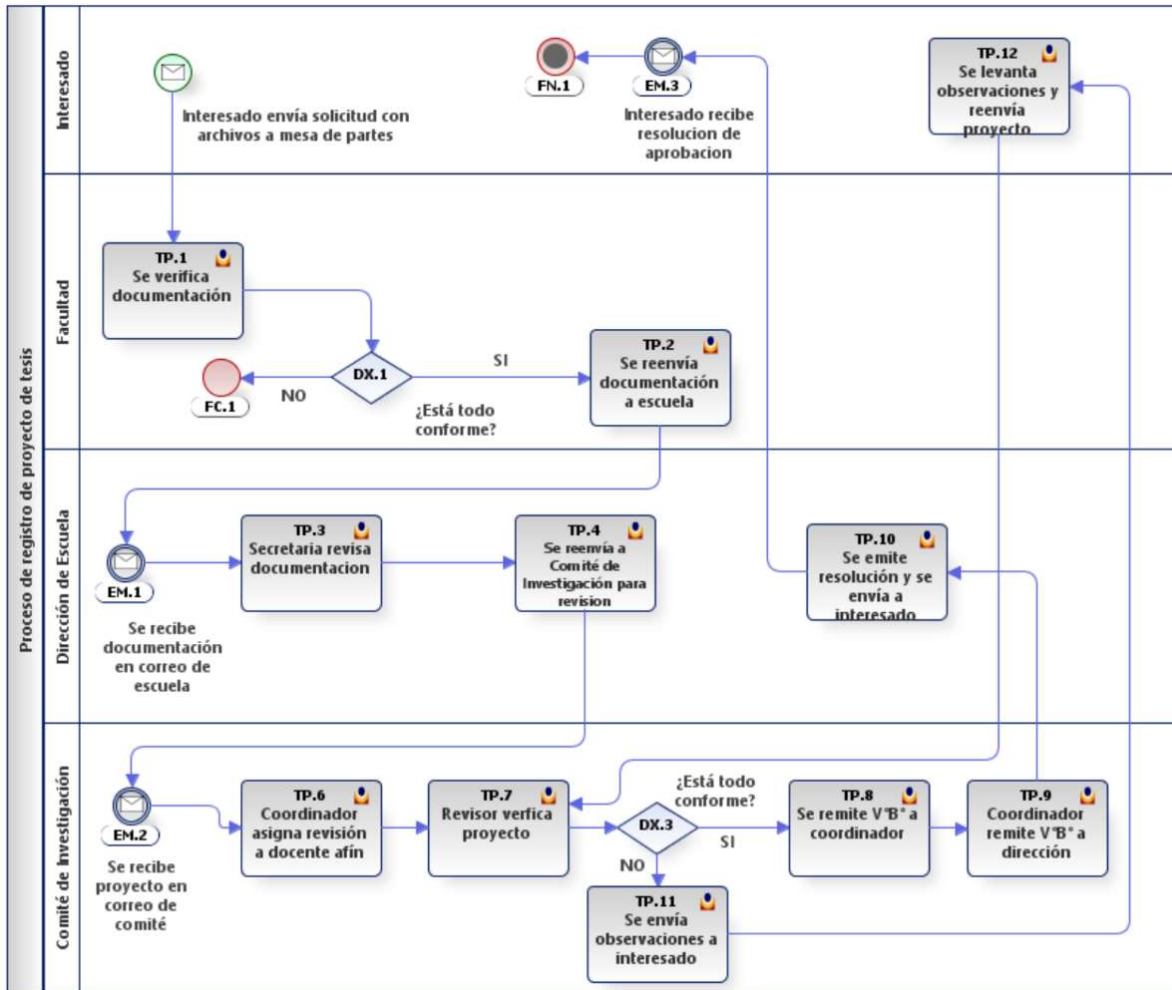 Proceso de registro de proyecto de tesis
Interesado
Interesado envía solicitud con
archivos a mesa de partes
FN.1
EM.3
Interesado recibe
resolucion de
aprobacion
TP.12
Se levanta
observaciones y
reenvía
proyecto
Facultad
TP.1
Se verifica
documentación
FC.1
NO
DX.1
SI
¿Está todo
conforme?
TP.2
Se reenvía
documentación
a escuela
Dirección de Escuela
EM.1
Se recibe
documentación
en correo de
escuela
TP.3
Secretaria revisa
documentacion
TP.4
Se reenvía a
Comité de
Investigación para
revision
TP.10
Se emite
resolución y se
envía a
interesado
Comité de Investigación
EM.2
Se recibe
proyecto en
correo de
comité
TP.6
Coordinador
asigna revisión
a docente afín
TP.7
Revisor verfica
proyecto
¿Está todo
conforme?
DX.3
SI
NO
TP.8
Se remite V°B° a
coordinador
TP.9
Coordinador
remite V°B° a
dirección
TP.11
Se envía
observaciones a
interesado